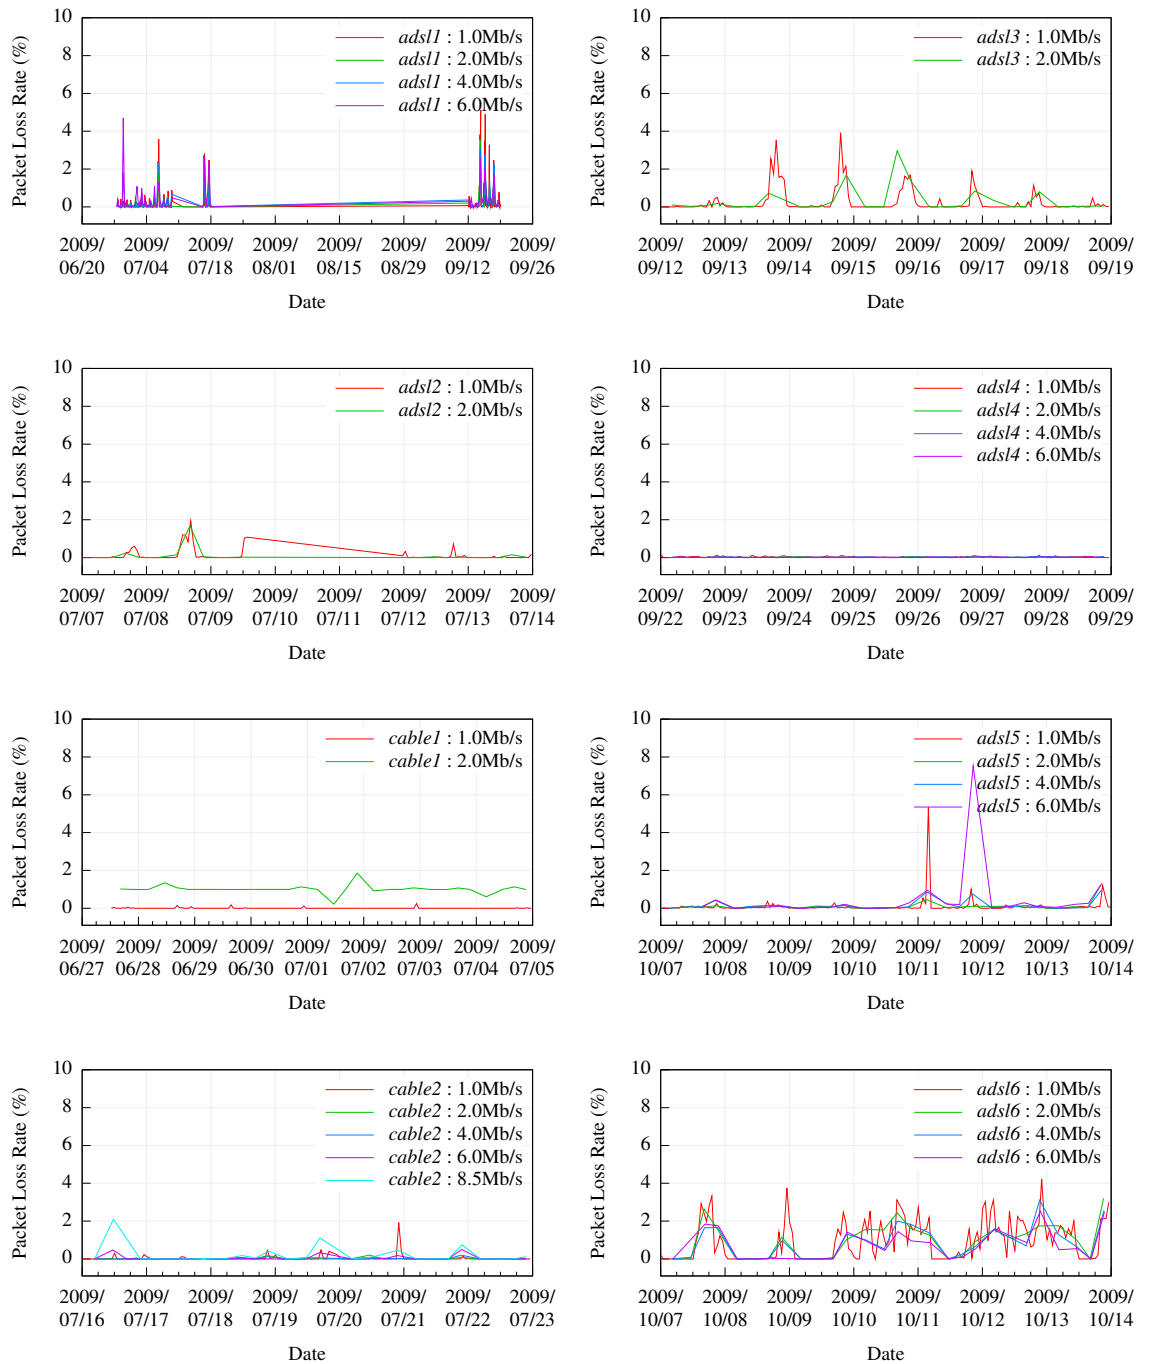 Packet Loss Rate (%)
10
8
6
4
2
0
adsl1 : 1.0Mb/s
adsl1 : 2.0Mb/s
adsl1 : 4.0Mb/s
adsl1 : 6.0Mb/s
2009/ 2009/ 2009/ 2009/ 2009/ 2009/ 2009/ 2009/
06/20 07/04 07/18 08/01 08/15 08/29 09/12 09/26
Date
Packet Loss Rate (%)
10
8
6
4
2
0
adsl3 : 1.0Mb/s
adsl3 : 2.0Mb/s
2009/ 2009/ 2009/ 2009/ 2009/ 2009/ 2009/ 2009/
09/12 09/13 09/14 09/15 09/16 09/17 09/18 09/19
Date
Packet Loss Rate (%)
10
8
6
4
2
0
adsl2 : 1.0Mb/s
adsl2 : 2.0Mb/s
2009/ 2009/ 2009/ 2009/ 2009/ 2009/ 2009/ 2009/
07/07 07/08 07/09 07/10 07/11 07/12 07/13 07/14
Date
Packet Loss Rate (%)
10
8
6
4
2
0
adsl4 : 1.0Mb/s
adsl4 : 2.0Mb/s
adsl4 : 4.0Mb/s
adsl4 : 6.0Mb/s
2009/ 2009/ 2009/ 2009/ 2009/ 2009/ 2009/ 2009/
09/22 09/23 09/24 09/25 09/26 09/27 09/28 09/29
Date
Packet Loss Rate (%)
10
8
6
4
2
0
cable1 : 1.0Mb/s
cable1 : 2.0Mb/s
2009/ 2009/ 2009/ 2009/ 2009/ 2009/ 2009/ 2009/ 2009/
06/27 06/28 06/29 06/30 07/01 07/02 07/03 07/04 07/05
Date
Packet Loss Rate (%)
10
8
6
4
2
0
adsl5 : 1.0Mb/s
adsl5 : 2.0Mb/s
adsl5 : 4.0Mb/s
adsl5 : 6.0Mb/s
2009/ 2009/ 2009/ 2009/ 2009/ 2009/ 2009/ 2009/
10/07 10/08 10/09 10/10 10/11 10/12 10/13 10/14
Date
Packet Loss Rate (%)
10
8
6
4
2
0
cable2 : 1.0Mb/s
cable2 : 2.0Mb/s
cable2 : 4.0Mb/s
cable2 : 6.0Mb/s
cable2 : 8.5Mb/s
2009/ 2009/ 2009/ 2009/ 2009/ 2009/ 2009/ 2009/
07/16 07/17 07/18 07/19 07/20 07/21 07/22 07/23
Date
Packet Loss Rate (%)
10
8
6
4
2
0
adsl6 : 1.0Mb/s
adsl6 : 2.0Mb/s
adsl6 : 4.0Mb/s
adsl6 : 6.0Mb/s
2009/ 2009/ 2009/ 2009/ 2009/ 2009/ 2009/ 2009/
10/07 10/08 10/09 10/10 10/11 10/12 10/13 10/14
Date